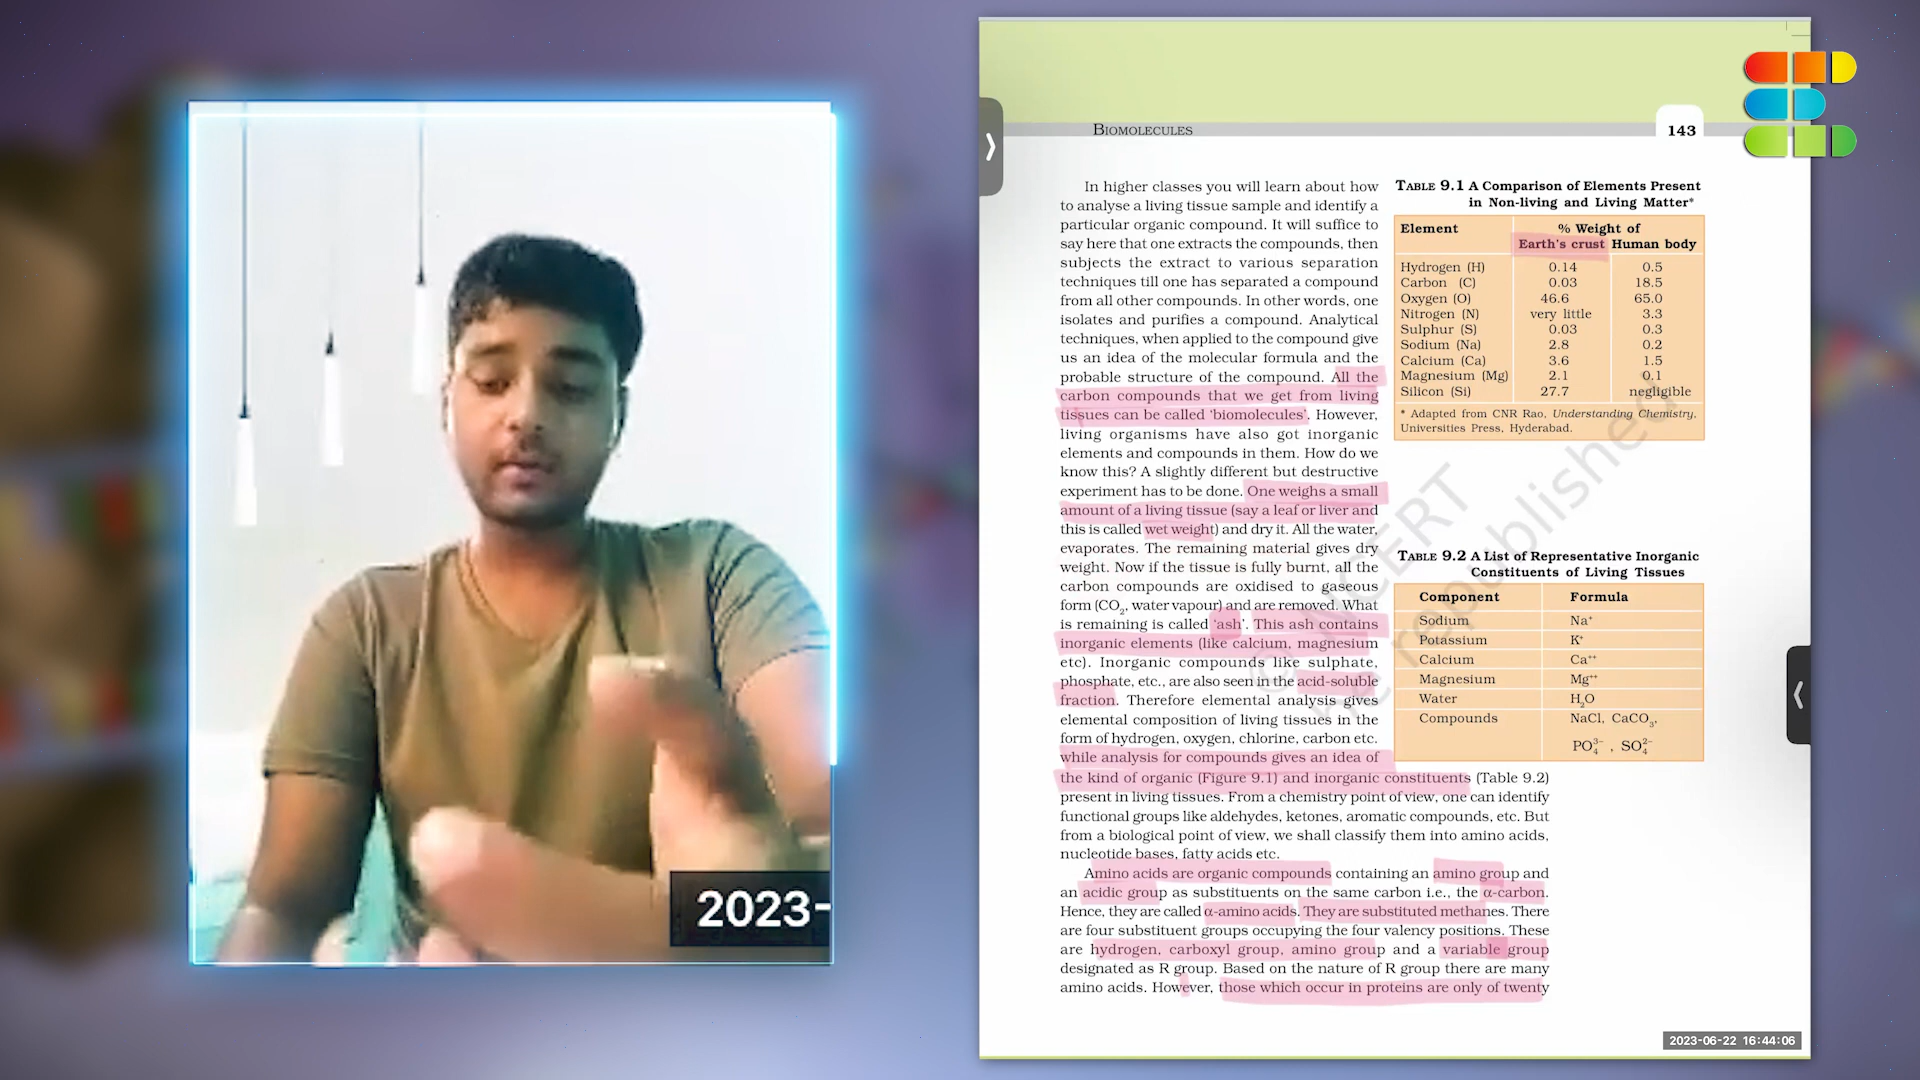 2023-
BIOMOLECULES
143
In higher classes you will learn about how
to analyse a living tissue sample and identify a
particular organic compound. It will suffice to
say here that one extracts the compounds, then
subjects the extract to various separation
techniques till one has separated a compound
from all other compounds. In other words, one
isolates and purifies a compound. Analytical
techniques, when applied to the compound give
us an idea of the molecular formula and the
probable structure of the compound. All the
carbon compounds that we get from living
tissues can be called ‘biomolecules’. However,
living organisms have also got inorganic
elements and compounds in them. How do we
know this? A slightly different but destructive
experiment has to be done. One weighs a small
amount of a living tissue (say a leaf or liver and
this is called wet weight) and dry it. All the water,
evaporates. The remaining material gives dry
weight. Now if the tissue is fully burnt, all the
carbon compounds are oxidised to gaseous
form (CO₂, water vapour) and are removed. What
is remaining is called ‘ash’. This ash contains
inorganic elements (like calcium, magnesium
etc). Inorganic compounds like sulphate,
phosphate, etc., are also seen in the acid-soluble
fraction. Therefore elemental analysis gives
elemental composition of living tissues in the
form of hydrogen, oxygen, chlorine, carbon etc.
while analysis for compounds gives an idea of
the kind of organic (Figure 9.1) and inorganic constituents (Table 9.2)
present in living tissues. From a chemistry point of view, one can identify
functional groups like aldehydes, ketones, aromatic compounds, etc. But
from a biological point of view, we shall classify them into amino acids,
nucleotide bases, fatty acids etc.
Amino acids are organic compounds containing an amino group and
an acidic group as substituents on the same carbon i.e., the α-carbon.
Hence, they are called α-amino acids. They are substituted methanes. There
are four substituent groups occupying the four valency positions. These
are hydrogen, carboxyl group, amino group and a variable group
designated as R group. Based on the nature of R group there are many
amino acids. However, those which occur in proteins are only of twenty
TABLE 9.1 A Comparison of Elements Present
in Non-living and Living Matter*
Element % Weight of
Earth’s crust Human body
Hydrogen (H) 0.14 0.5
Carbon (C) 0.03 18.5
Oxygen (O) 46.6 65.0
Nitrogen (N) very little 3.3
Sulphur (S) 0.03 0.3
Sodium (Na) 2.8 0.2
Calcium (Ca) 3.6 1.5
Magnesium (Mg) 2.1 0.1
Silicon (Si) 27.7 negligible
* Adapted from CNR Rao, Understanding Chemistry,
Universities Press, Hyderabad.
TABLE 9.2 A List of Representative Inorganic
Constituents of Living Tissues
Component Formula
Sodium Na⁺
Potassium K⁺
Calcium Ca⁺⁺
Magnesium Mg⁺⁺
Water H₂O
Compounds NaCl, CaCO₃,
PO₄³⁻, SO₄²⁻
© NCERT
republished
2023-06-22 16:44:06